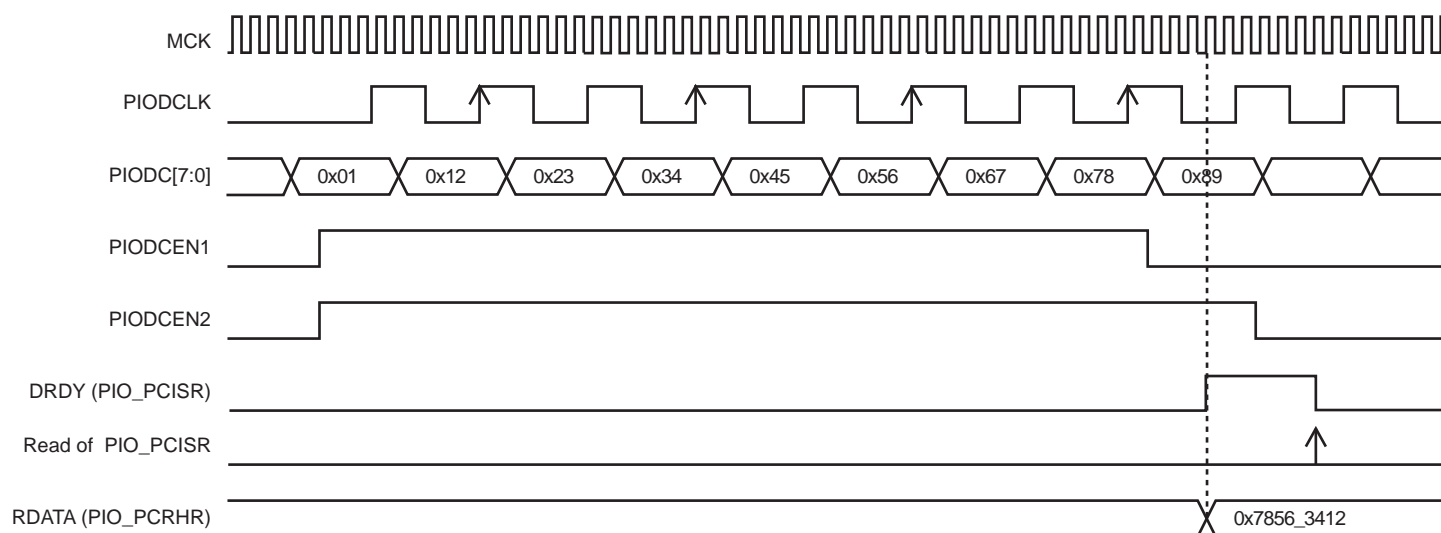 MCK
PIODCLK
PIODC[7:0] 0x01 0x12 0x23 0x34 0x45 0x56 0x67 0x78 0x89
PIODCEN1
PIODCEN2
DRDY (PIO_PCISR)
Read of PIO_PCISR
RDATA (PIO_PCRHR) 0x7856_3412